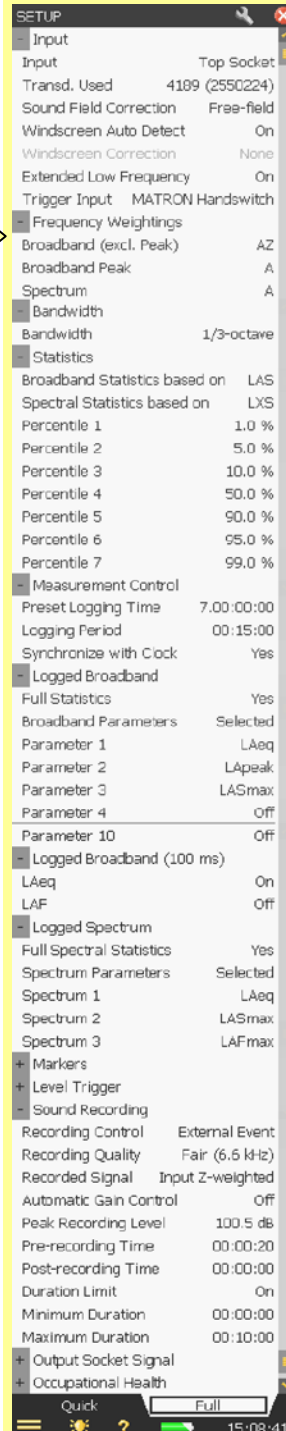 SETUP
- Input
Input Top Socket
Transd. Used 4189 (2550224)
Sound Field Correction Free-field
Windscreen Auto Detect On
Windscreen Correction None
Extended Low Frequency On
Trigger Input MATRON Handswitch
- Frequency Weightings
Broadband (excl. Peak) AZ
Broadband Peak A
Spectrum A
- Bandwidth
Bandwidth 1/3-octave
- Statistics
Broadband Statistics based on LAS
Spectral Statistics based on LXS
Percentile 1 1.0 %
Percentile 2 5.0 %
Percentile 3 10.0 %
Percentile 4 50.0 %
Percentile 5 90.0 %
Percentile 6 95.0 %
Percentile 7 99.0 %
- Measurement Control
Preset Logging Time 7.00:00:00
Logging Period 00:15:00
Synchronize with Clock Yes
- Logged Broadband
Full Statistics Yes
Broadband Parameters Selected
Parameter 1 LAeq
Parameter 2 LApeak
Parameter 3 LASmax
Parameter 4 Off
Parameter 10 Off
- Logged Broadband (100 ms)
LAeq On
LAF Off
- Logged Spectrum
Full Spectral Statistics Yes
Spectrum Parameters Selected
Spectrum 1 LAeq
Spectrum 2 LASmax
Spectrum 3 LAFmax
+ Markers
+ Level Trigger
- Sound Recording
Recording Control External Event
Recording Quality Fair (6.6 kHz)
Recorded Signal Input Z-weighted
Automatic Gain Control Off
Peak Recording Level 100.5 dB
Pre-recording Time 00:00:20
Post-recording Time 00:00:00
Duration Limit On
Minimum Duration 00:00:00
Maximum Duration 00:10:00
+ Output Socket Signal
+ Occupational Health
Quick Full
? 15:08:41